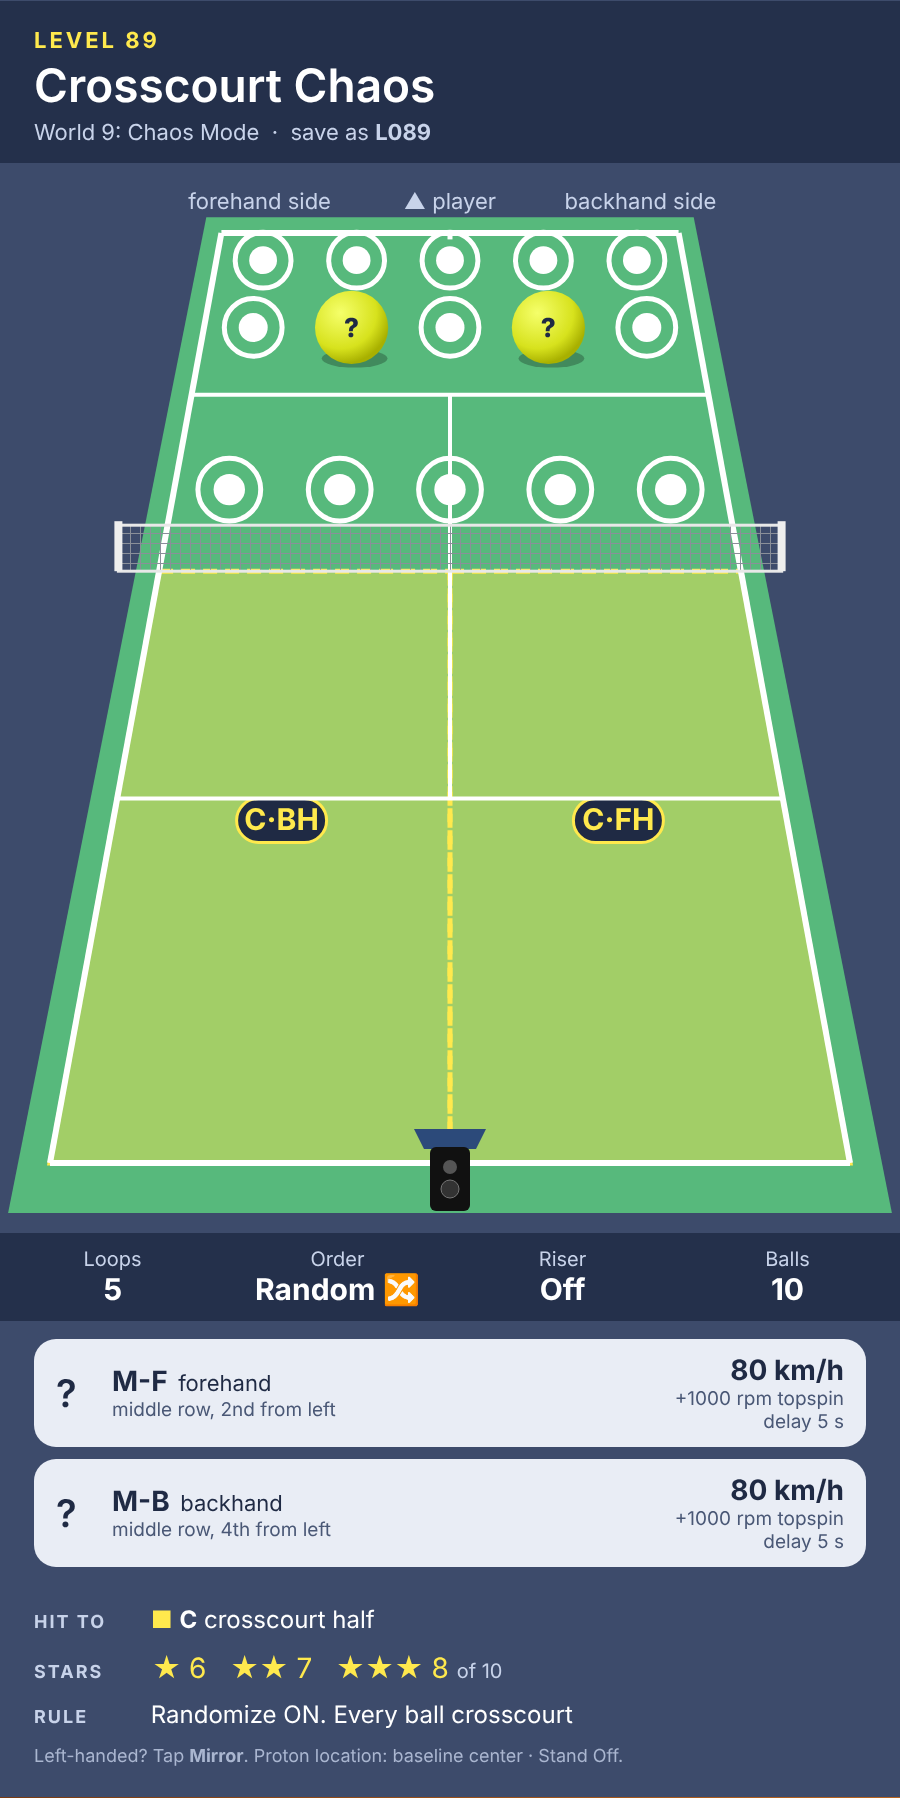 LEVEL 89
Crosscourt Chaos
World 9: Chaos Mode · save as L089
forehand side ▲ player backhand side
? ?
C·BH C·FH
Loops Order Riser Balls
5 Random 🔀 Off 10
? M-F forehand 80 km/h
middle row, 2nd from left +1000 rpm topspin
delay 5 s
? M-B backhand 80 km/h
middle row, 4th from left +1000 rpm topspin
delay 5 s
HIT TO C crosscourt half
STARS ★ 6 ★★ 7 ★★★ 8 of 10
RULE Randomize ON. Every ball crosscourt
Left-handed? Tap Mirror. Proton location: baseline center · Stand Off.